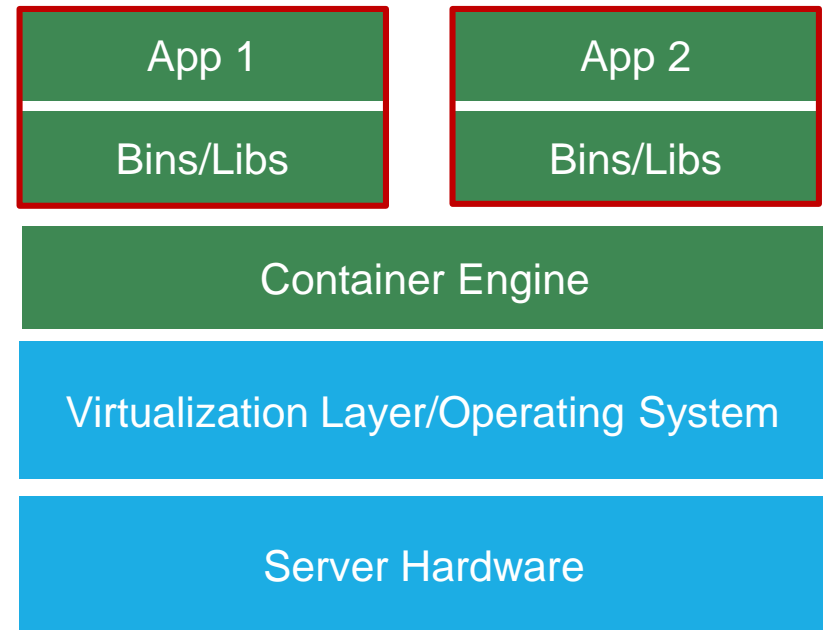 App 1
App 2
Bins/Libs
Bins/Libs
Container Engine
Virtualization Layer/Operating System
Server Hardware